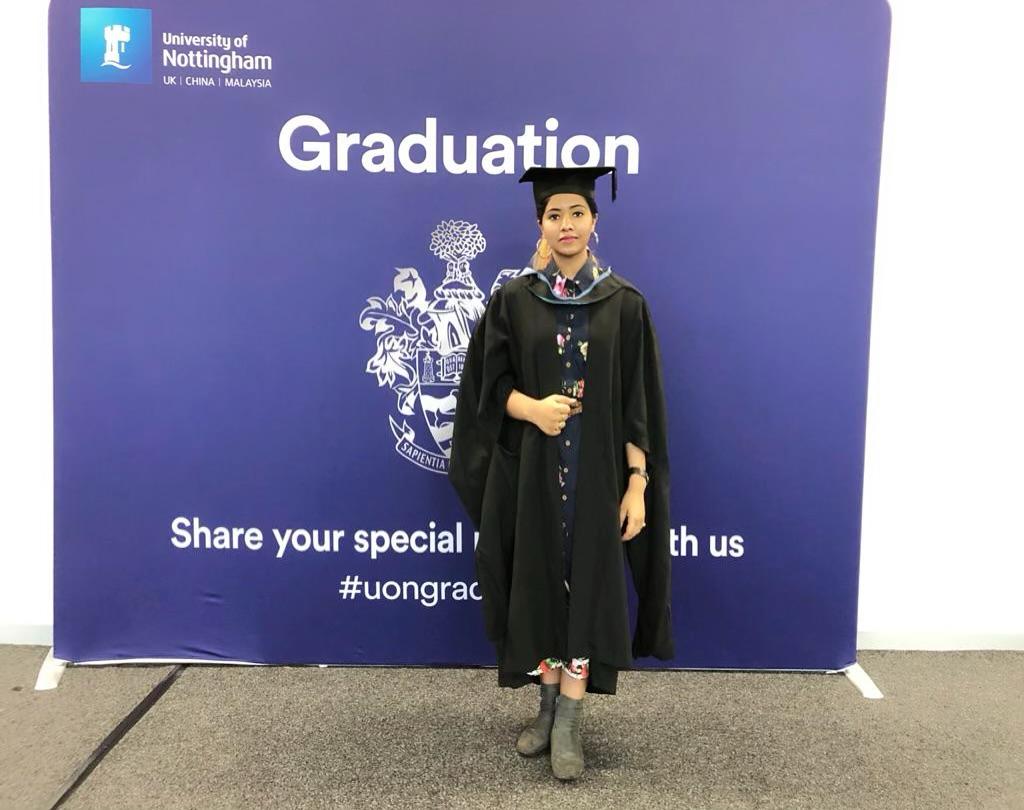 University of
Nottingham
UK | CHINA | MALAYSIA
Graduation
SAPIENTIA
Share your special th us
#uongrad